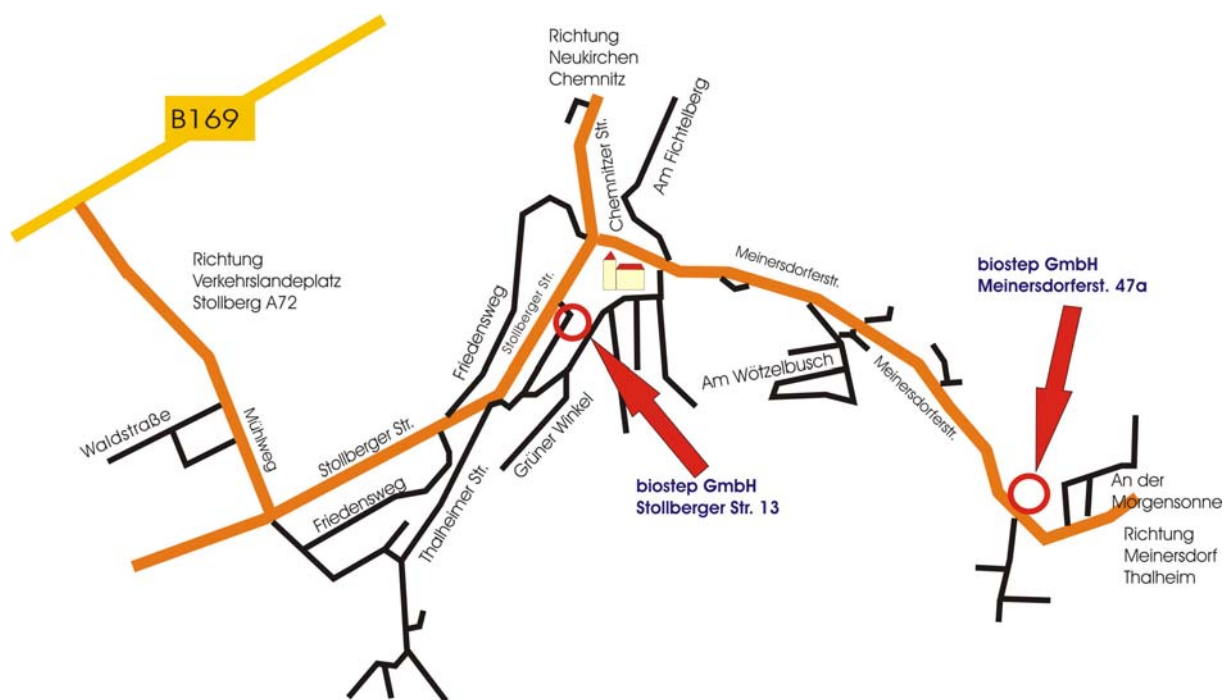 Richtung
Neukirchen
Chemnitz
B169
Chemnitzer Str.
Am Fichtelberg
Richtung
Verkehrslandeplatz
Stollberg A72
Meinersdorferstr.
biostep GmbH
Meinersdorferst. 47a
Stollberger Str.
Friedensweg
Am Wötzelbusch
Meinersdorferstr.
Waldstraße
Mühlweg
Stollberger Str.
Grüner Winkel
Friedensweg
Thalheimer Str.
biostep GmbH
Stollberger Str. 13
An der
Morgensonne
Richtung
Meinersdorf
Thalheim